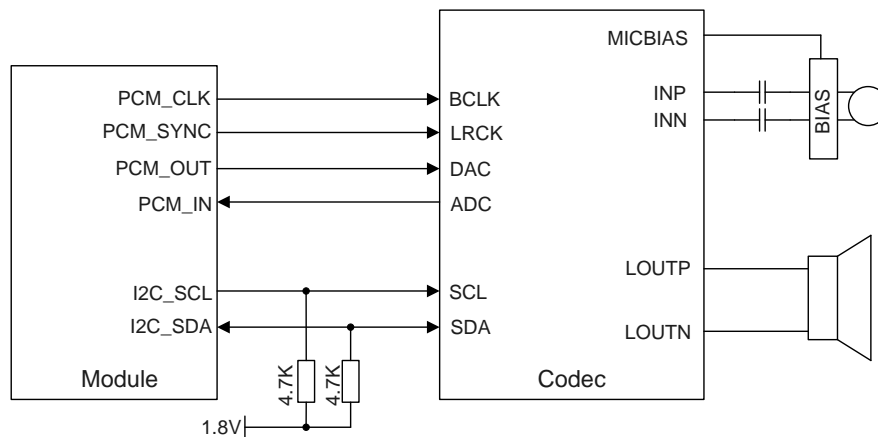 MICBIAS
PCM_CLK
BCLK
INP
BIAS
PCM_SYNC
LRCK
INN
PCM_OUT
DAC
PCM_IN
ADC
LOUTP
I2C_SCL
SCL
I2C_SDA
SDA
LOUTN
Module
4.7K
4.7K
Codec
1.8V